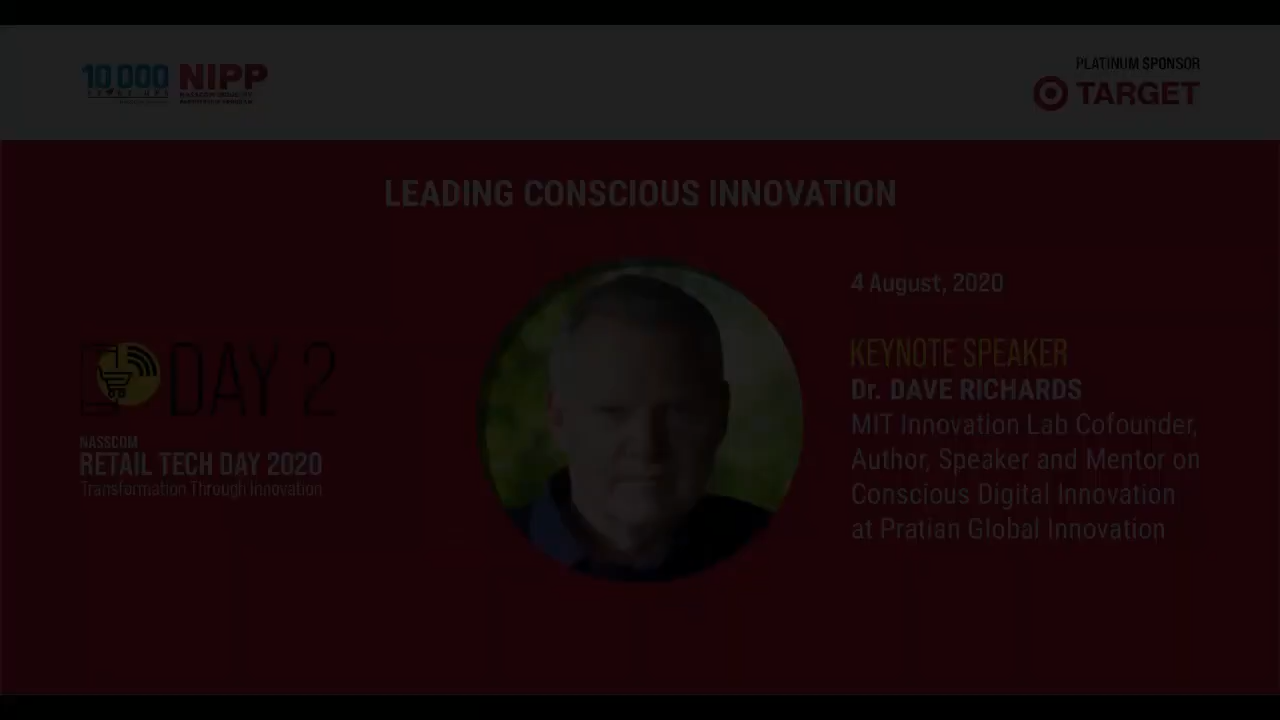 10 000
NIPP
PLATINUM SPONSOR
TARGET
LEADING CONSCIOUS INNOVATION
DAY 2
NASSCOM
RETAIL TECH DAY 2020
Transformation Through Innovation
4 August, 2020
KEYNOTE SPEAKER
Dr. DAVE RICHARDS
MIT Innovation Lab Cofounder,
Author, Speaker and Mentor on
Conscious Digital Innovation
at Pratian Global Innovation